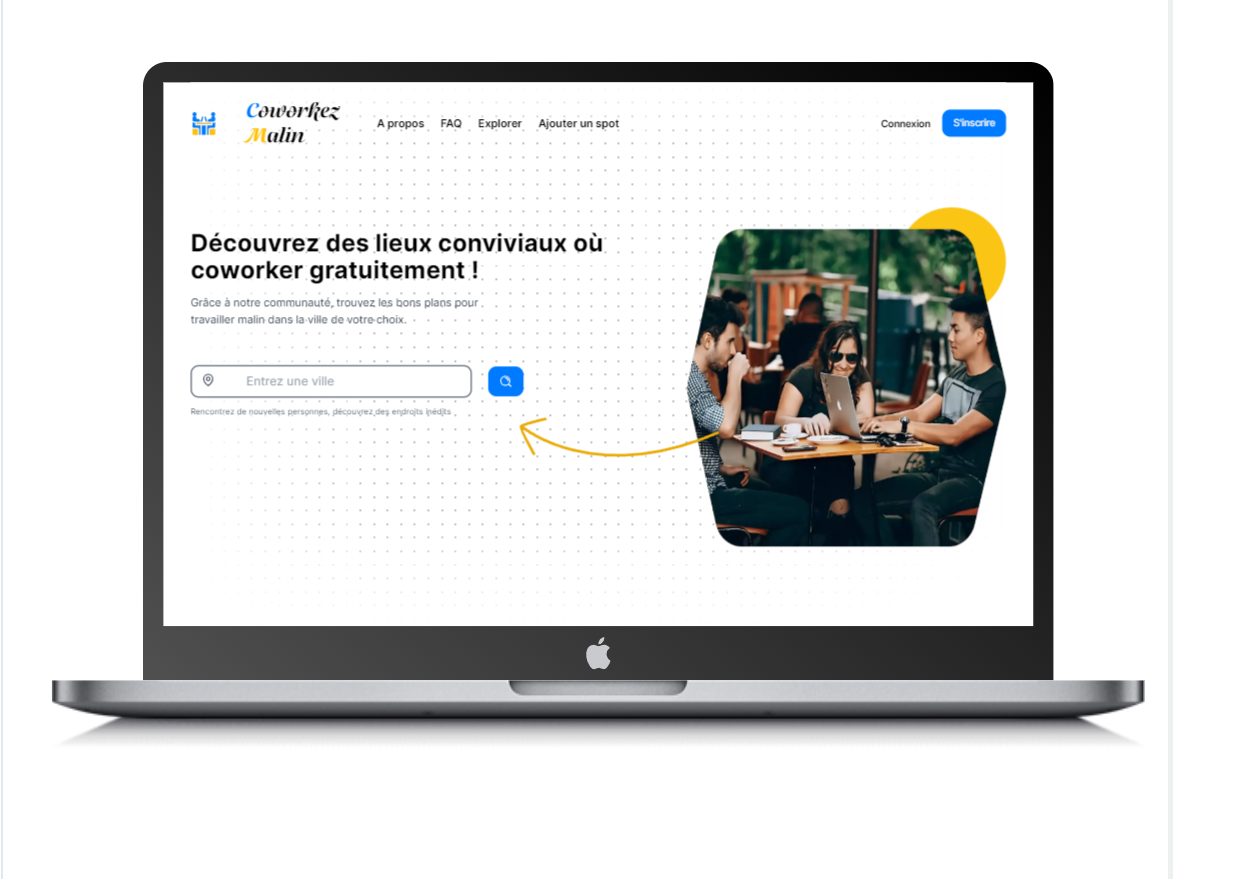 Coworkez
Malin
A propos FAQ Explorer Ajouter un spot
Connexion S'inscrire
Découvrez des lieux conviviaux où
coworker gratuitement !
Grâce à notre communauté, trouvez les bons plans pour
travailler malin dans la ville de votre choix.
Entrez une ville
Rencontrez de nouvelles personnes, découvrez des endroits inédits